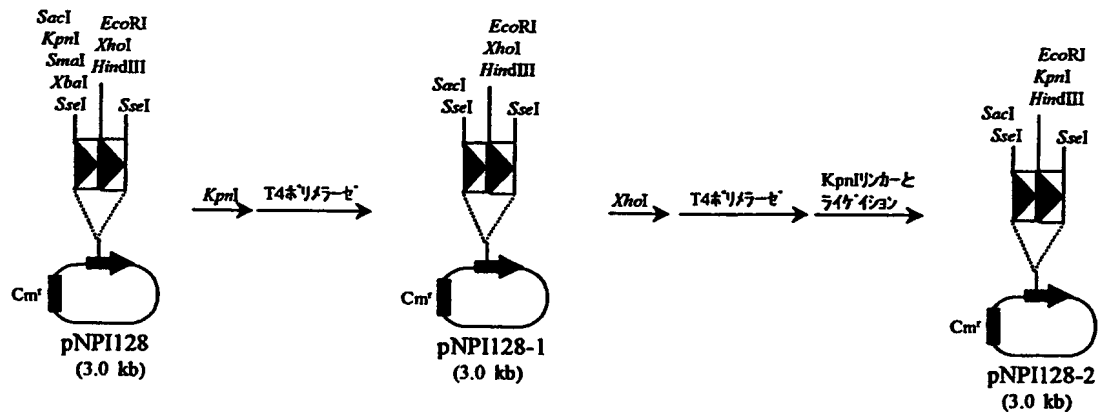 SacI
KpnI
SmaI
XbaI
SseI
EcoRI
XhoI
HindIII
SseI
Cmʳ
pNPI128
(3.0 kb)
KpnI
T4ポリメラーゼ
SacI
SseI
EcoRI
XhoI
HindIII
SseI
Cmʳ
pNPI128-1
(3.0 kb)
XhoI
T4ポリメラーゼ
KpnIリンカーと
ライゲイション
SacI
SseI
EcoRI
KpnI
HindIII
SseI
Cmʳ
pNPI128-2
(3.0 kb)